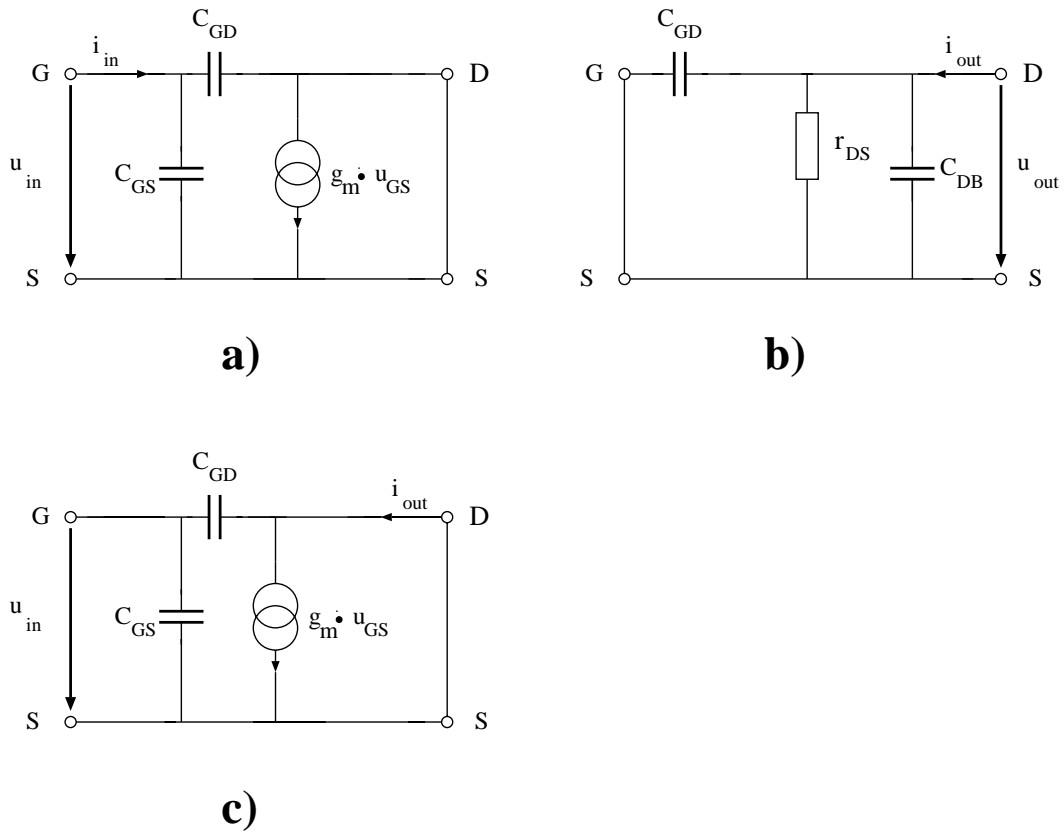 C_GD
i_in
G
D
u_in
C_GS
g_m • u_GS
S
S
a)
C_GD
i_out
G
D
r_DS
C_DB
u_out
S
S
b)
C_GD
i_out
G
D
u_in
C_GS
g_m • u_GS
S
S
c)